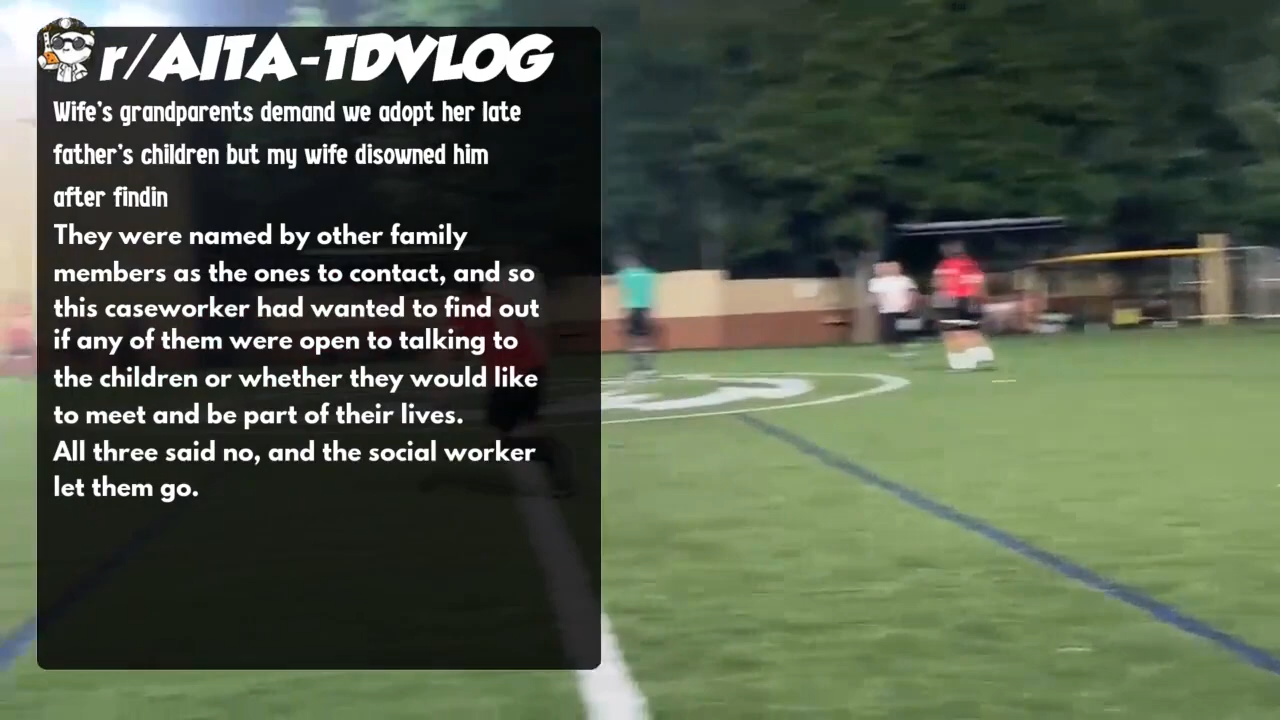 r/AITA-TDVLOG
Wife's grandparents demand we adopt her late
father's children but my wife disowned him
after findin
They were named by other family
members as the ones to contact, and so
this caseworker had wanted to find out
if any of them were open to talking to
the children or whether they would like
to meet and be part of their lives.
All three said no, and the social worker
let them go.